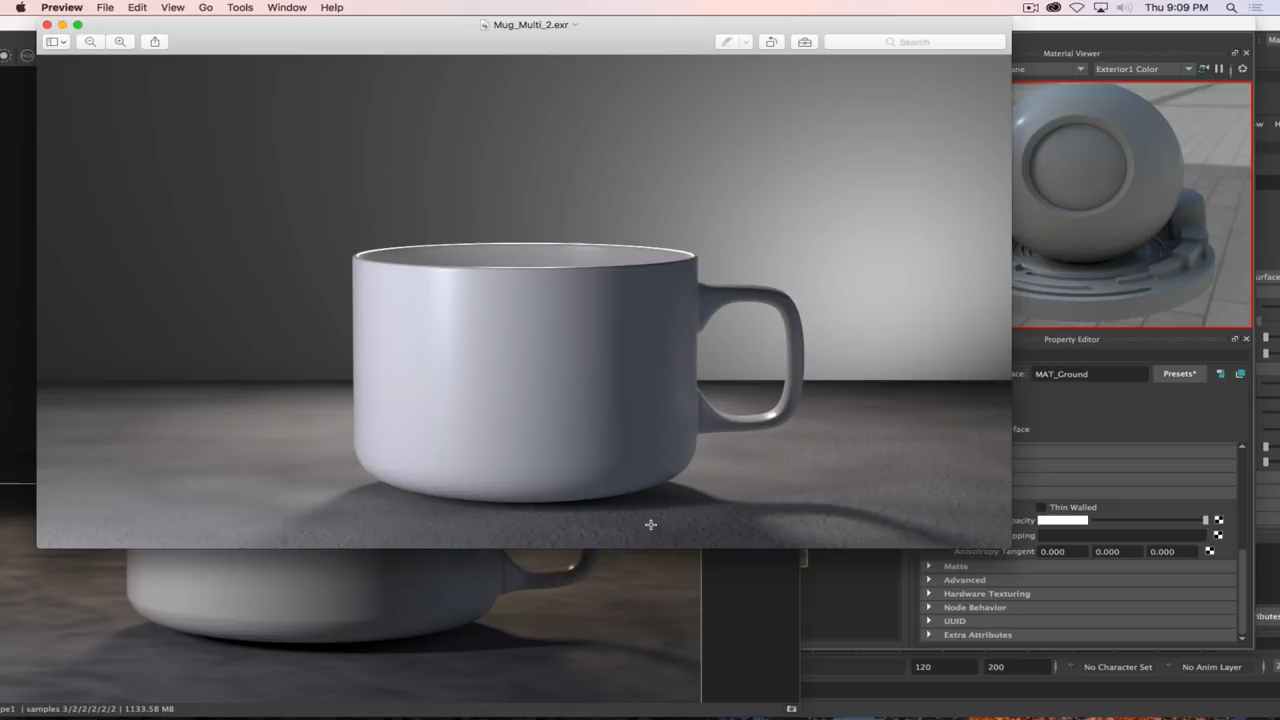 Preview File Edit View Go Tools Window Help Thu 9:09 PM
Mug_Multi_2.exr
Search
Material Viewer
Exterior1 Color
Property Editor
MAT_Ground Presets*
Thin Walled
Anisotropy Tangent 0.000 0.000 0.000
Matte
Advanced
Hardware Texturing
Node Behavior
UUID
Extra Attributes
120 200 No Character Set No Anim Layer
samples 3/2/2/2/2/2 | 1133.58 MB